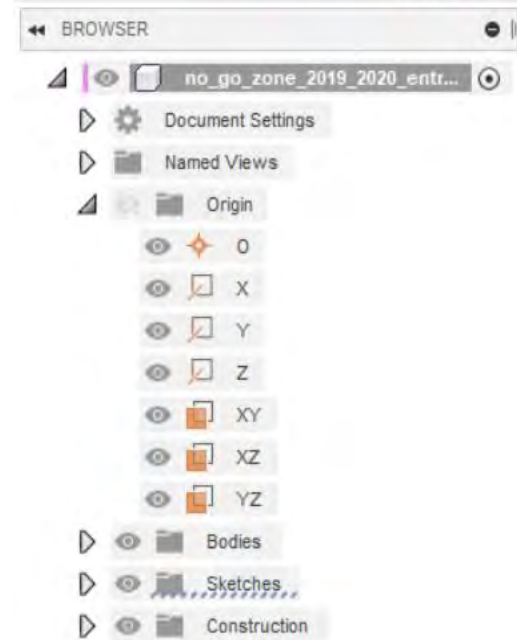 BROWSER
no_go_zone_2019_2020_entr...
Document Settings
Named Views
Origin
O
X
Y
Z
XY
XZ
YZ
Bodies
Sketches
Construction